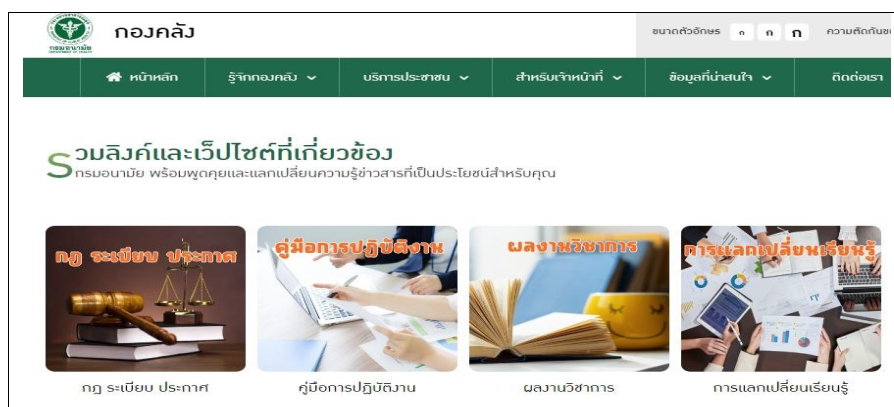 กองคลัง
ขนาดตัวอักษร ก ก ก
กรมอนามัย
หน้าหลัก รู้จักกองคลัง บริการประชาชน สำหรับเจ้าหน้าที่ ข้อมูลที่น่าสนใจ ติดต่อเรา
รวมลิงค์และเว็ปไซต์ที่เกี่ยวข้อง
กรมอนามัย พร้อมพูดคุยและแลกเปลี่ยนความรู้ข่าวสารที่เป็นประโยชน์สำหรับคุณ
กฎ ระเบียบ ประกาศ คู่มือการปฏิบัติงาน ผลงานวิชาการ การแลกเปลี่ยนเรียนรู้
กฎ ระเบียบ ประกาศ คู่มือการปฏิบัติงาน ผลงานวิชาการ การแลกเปลี่ยนเรียนรู้